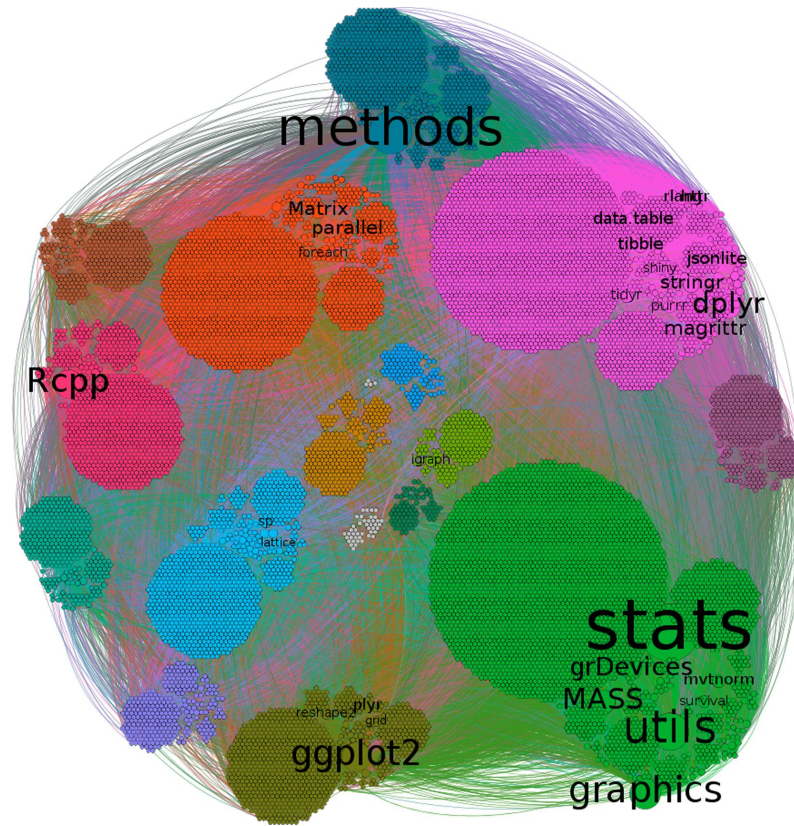 methods
Matrix
parallel
foreach
data.table
tibble
jsonlite
shiny
stringr
tidyr
purrr
dplyr
magrittr
Rcpp
igraph
sp
lattice
stats
grDevices
mvtnorm
MASS
survival
utils
graphics
reshape2
plyr
grid
ggplot2